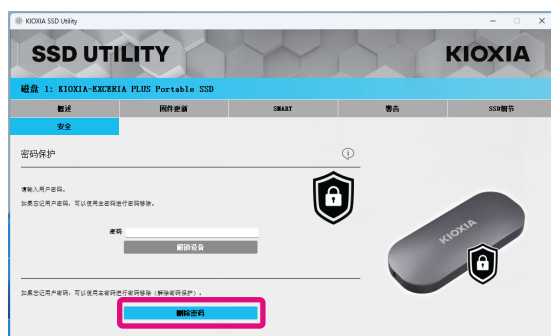 KIOXIA SSD Utility
SSD UTILITY
KIOXIA
磁盘 1: KIOXIA-EXCERIA PLUS Portable SSD
概述
固件更新
SMART
警告
SSD细节
安全
密码保护
请输入用户密码。
如果忘记用户密码，可以使用主密码进行密码移除。
密码
解锁设备
KIOXIA
如果忘记用户密码，可以使用主密码进行密码移除（解除密码保护）。
删除密码